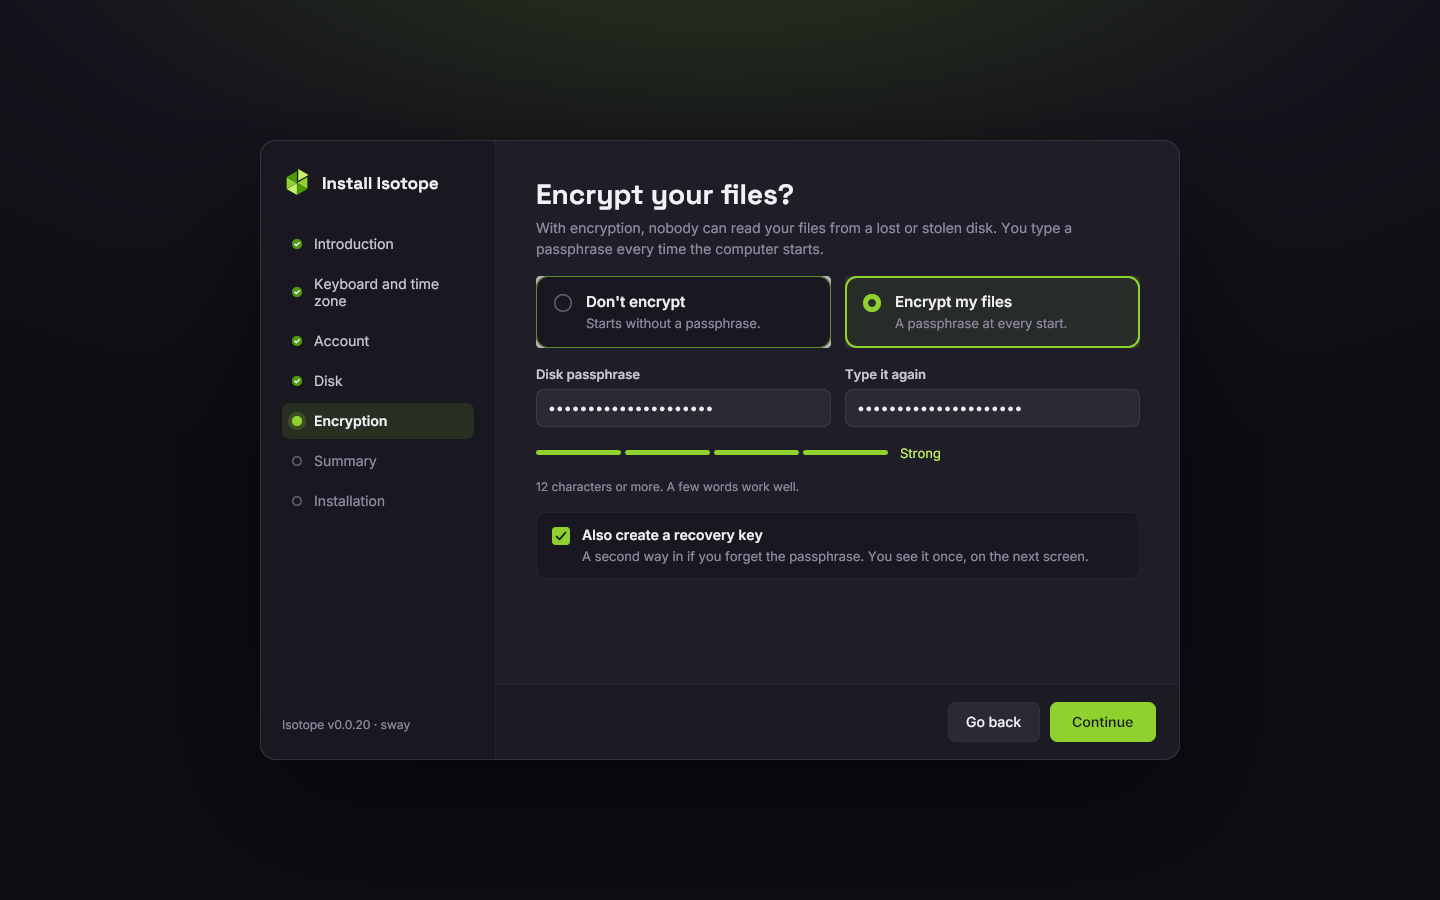 Install Isotope
Introduction
Keyboard and time
zone
Account
Disk
Encryption
Summary
Installation
Isotope v0.0.20 · sway
Encrypt your files?
With encryption, nobody can read your files from a lost or stolen disk. You type a
passphrase every time the computer starts.
Don't encrypt
Starts without a passphrase.
Encrypt my files
A passphrase at every start.
Disk passphrase
Type it again
•••••••••••••••••••••
•••••••••••••••••••••
Strong
12 characters or more. A few words work well.
Also create a recovery key
A second way in if you forget the passphrase. You see it once, on the next screen.
Go back
Continue